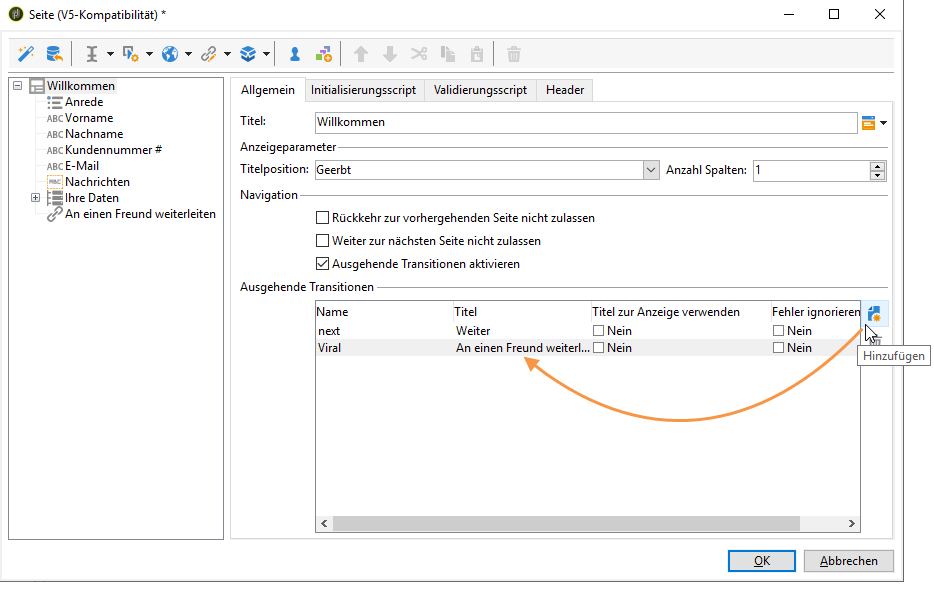 Seite (V5-Kompatibilität) *
Willkommen
Anrede
ABC Vorname
ABC Nachname
ABC Kundennummer #
ABC E-Mail
Nachrichten
Ihre Daten
An einen Freund weiterleiten
Allgemein Initialisierungsscript Validierungsscript Header
Titel: Willkommen
Anzeigeparameter
Titelposition: Geerbt Anzahl Spalten: 1
Navigation
Rückkehr zur vorhergehenden Seite nicht zulassen
Weiter zur nächsten Seite nicht zulassen
Ausgehende Transitionen aktivieren
Ausgehende Transitionen
Name Titel Titel zur Anzeige verwenden Fehler ignorieren
next Weiter Nein Nein
Viral An einen Freund weiterl... Nein Nein
Hinzufügen
OK Abbrechen